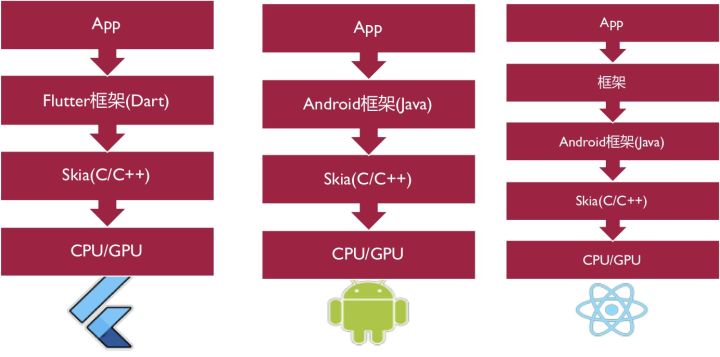 App
Flutter框架(Dart)
Skia(C/C++)
CPU/GPU
App
Android框架(Java)
Skia(C/C++)
CPU/GPU
App
框架
Android框架(Java)
Skia(C/C++)
CPU/GPU